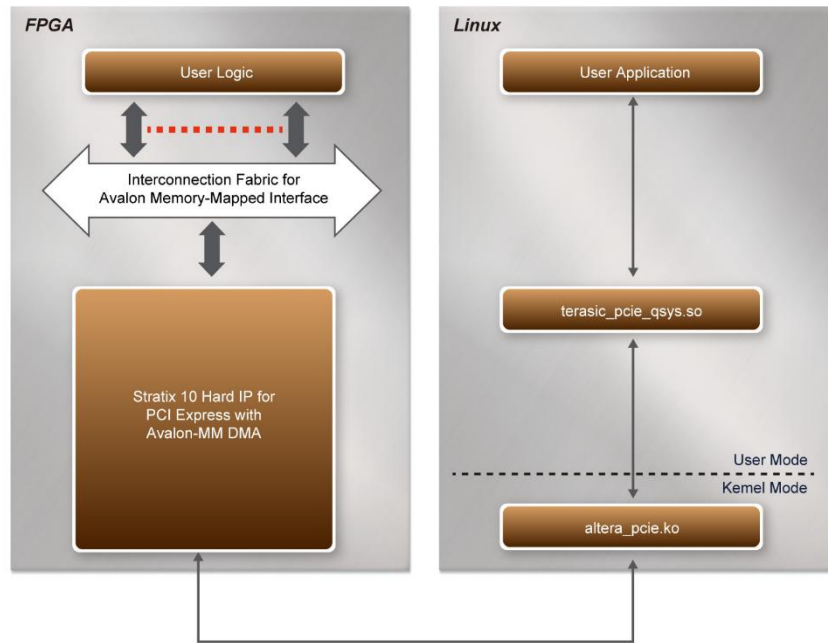 FPGA
User Logic
Interconnection Fabric for
Avalon Memory-Mapped Interface
Stratix 10 Hard IP for
PCI Express with
Avalon-MM DMA
Linux
User Application
terasic_pcie_qsys.so
User Mode
Kernel Mode
altera_pcie.ko